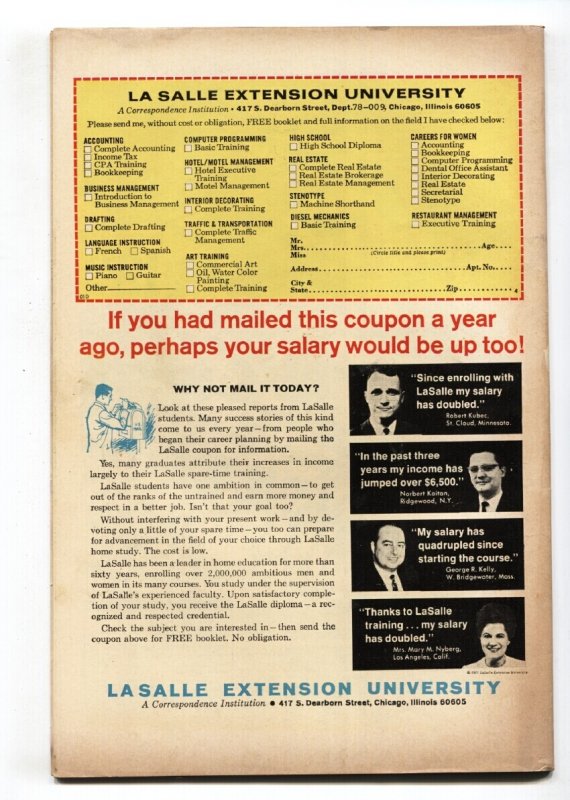 LA SALLE EXTENSION UNIVERSITY
A Correspondence Institution • 417 S. Dearborn Street, Dept. 78-009, Chicago, Illinois 60605
Please send me, without cost or obligation, FREE booklet and full information on the field I have checked below:
ACCOUNTING
Complete Accounting
Income Tax
CPA Training
Bookkeeping
BUSINESS MANAGEMENT
Introduction to
Business Management
DRAFTING
Complete Drafting
LANGUAGE INSTRUCTION
French Spanish
MUSIC INSTRUCTION
Piano Guitar
Other
010
COMPUTER PROGRAMMING
Basic Training
HOTEL/MOTEL MANAGEMENT
Hotel Executive
Training
Motel Management
INTERIOR DECORATING
Complete Training
TRAFFIC & TRANSPORTATION
Complete Traffic
Management
ART TRAINING
Commercial Art
Oil, Water Color
Painting
Complete Training
HIGH SCHOOL
High School Diploma
REAL ESTATE
Complete Real Estate
Real Estate Brokerage
Real Estate Management
STENOTYPE
Machine Shorthand
DIESEL MECHANICS
Basic Training
CAREERS FOR WOMEN
Accounting
Bookkeeping
Computer Programming
Dental Office Assistant
Interior Decorating
Real Estate
Secretarial
Stenotype
RESTAURANT MANAGEMENT
Executive Training
Mr.
Mrs. Age
Miss (Circle title and please print)
Address Apt. No.
City &
State Zip 4
If you had mailed this coupon a year
ago, perhaps your salary would be up too!
WHY NOT MAIL IT TODAY?
Look at these pleased reports from LaSalle
students. Many success stories of this kind
come to us every year—from people who
began their career planning by mailing the
LaSalle coupon for information.
Yes, many graduates attribute their increases in income
largely to their LaSalle spare-time training.
LaSalle students have one ambition in common—to get
out of the ranks of the untrained and earn more money and
respect in a better job. Isn't that your goal too?
Without interfering with your present work—and by de-
voting only a little of your spare time—you too can prepare
for advancement in the field of your choice through LaSalle
home study. The cost is low.
LaSalle has been a leader in home education for more than
sixty years, enrolling over 2,000,000 ambitious men and
women in its many courses. You study under the supervision
of LaSalle's experienced faculty. Upon satisfactory comple-
tion of your study, you receive the LaSalle diploma—a rec-
ognized and respected credential.
Check the subject you are interested in—then send the
coupon above for FREE booklet. No obligation.
"Since enrolling with
LaSalle my salary
has doubled."
Robert Kubec,
St. Cloud, Minnesota.
"In the past three
years my income has
jumped over $6,500."
Norbert Kaiton,
Ridgewood, N.Y.
"My salary has
quadrupled since
starting the course."
George R. Kelly,
W. Bridgewater, Mass.
"Thanks to LaSalle
training... my salary
has doubled."
Mrs. Mary M. Nyberg,
Los Angeles, Calif.
© 1971 LaSalle Extension University
LASALLE EXTENSION UNIVERSITY
A Correspondence Institution • 417 S. Dearborn Street, Chicago, Illinois 60605